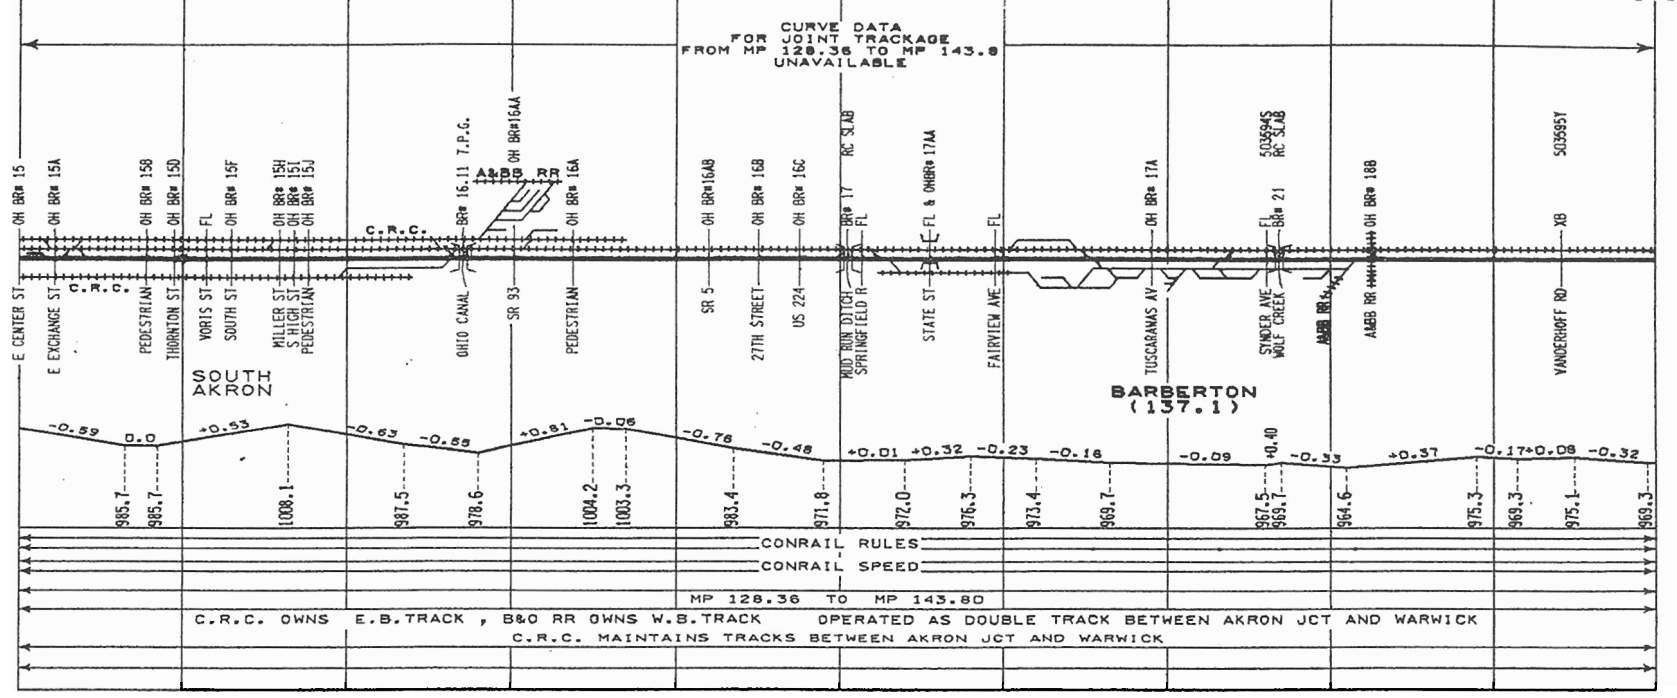 CURVE DATA
FOR JOINT TRACKAGE
FROM MP 128.36 TO MP 143.8
UNAVAILABLE
OH BR# 15
OH BR# 15A
OH BR# 15B
OH BR# 15D
FL
OH BR# 15F
OH BR# 15H
OH BR# 15I
OH BR# 15J
BR# 16.11 T.P.G.
OH BR#16AA
A&BB RR
OH BR# 16A
OH BR#16AB
OH BR# 16B
OH BR# 16C
BR# 17 RC SLAB
FL
FL & OHBR# 17AA
FL
OH BR# 17A
FL 503594S
BR# 21 RC SLAB
OH BR# 18B
XB 503595Y
C.R.C.
C.R.C.
E CENTER ST
E EXCHANGE ST
PEDESTRIAN
THORNTON ST
VORIS ST
SOUTH ST
MILLER ST
S HIGH ST
PEDESTRIAN
OHIO CANAL
SR 93
PEDESTRIAN
SR 5
27TH STREET
US 224
MUD RUN DITCH
SPRINGFIELD R
STATE ST
FAIRVIEW AVE
TUSCARAWAS AV
SYNDER AVE
WOLF CREEK
A&BB RR
A&BB RR
VANDERHOFF RD
SOUTH
AKRON
BARBERTON
(137.1)
-0.59 0.0 +0.53 -0.63 -0.55 +0.81 -0.06 -0.76 -0.48 +0.01 +0.32 -0.23 -0.16 -0.09 +0.40 -0.33 +0.37 -0.17 +0.08 -0.32
985.7 985.7 1008.1 987.5 978.6 1004.2 1003.3 983.4 971.8 972.0 976.3 973.4 969.7 967.5 969.7 964.6 975.3 969.3 975.1 969.3
CONRAIL RULES
CONRAIL SPEED
MP 128.36 TO MP 143.80
C.R.C. OWNS E.B.TRACK , B&O RR OWNS W.B.TRACK OPERATED AS DOUBLE TRACK BETWEEN AKRON JCT AND WARWICK
C.R.C. MAINTAINS TRACKS BETWEEN AKRON JCT AND WARWICK